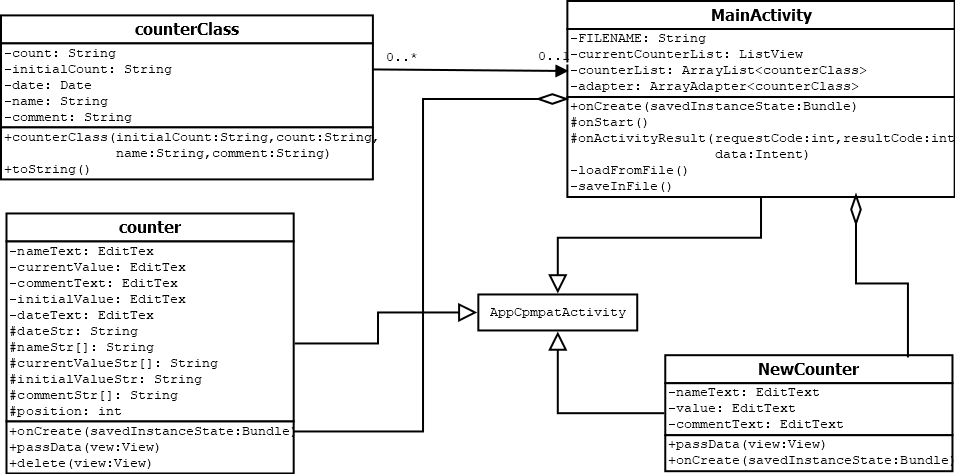 counterClass
-count: String
-initialCount: String
-date: Date
-name: String
-comment: String
+counterClass(initialCount:String,count:String,
name:String,comment:String)
+toString()
0..*
0..1
MainActivity
-FILENAME: String
-currentCounterList: ListView
-counterList: ArrayList<counterClass>
-adapter: ArrayAdapter<counterClass>
+onCreate(savedInstanceState:Bundle)
#onStart()
#onActivityResult(requestCode:int,resultCode:int
data:Intent)
-loadFromFile()
-saveInFile()
counter
-nameText: EditTex
-currentValue: EditTex
-commentText: EditTex
-initialValue: EditTex
-dateText: EditTex
#dateStr: String
#nameStr[]: String
#currentValueStr[]: String
#initialValueStr: String
#commentStr[]: String
#position: int
+onCreate(savedInstanceState:Bundle)
+passData(vew:View)
+delete(view:View)
AppCpmpatActivity
NewCounter
-nameText: EditText
-value: EditText
-commentText: EditText
+passData(view:View)
+onCreate(savedInstanceState:Bundle)